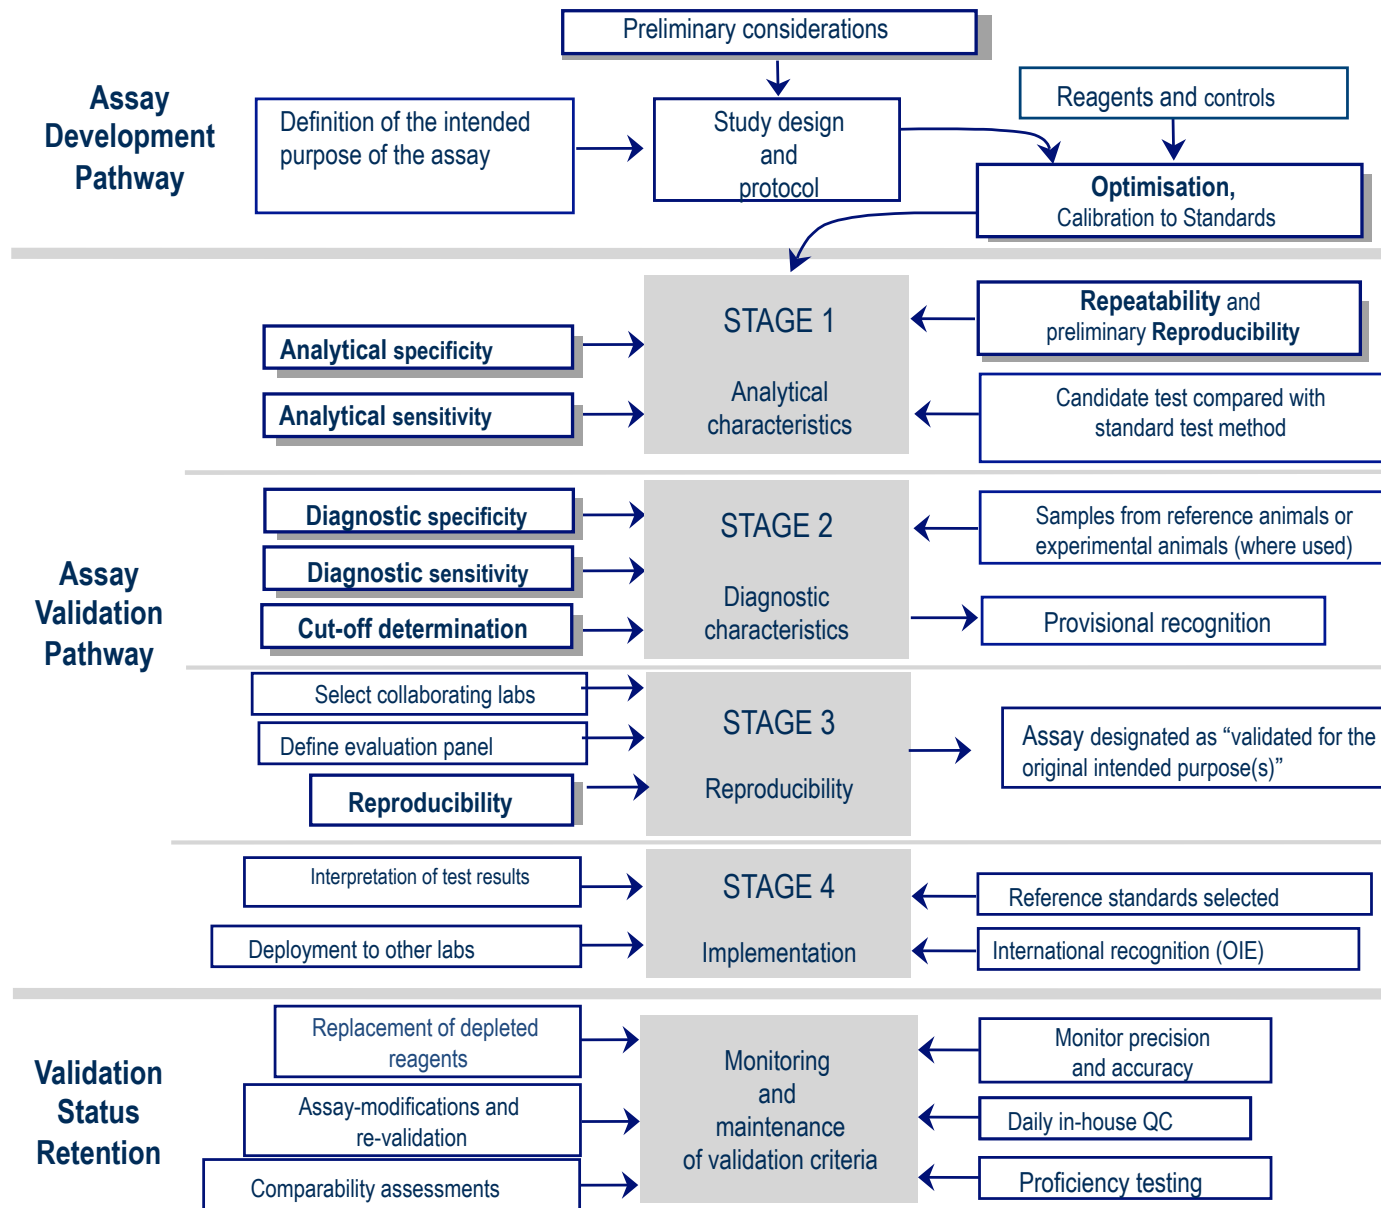 Preliminary considerations
Assay
Development
Pathway
Definition of the intended
purpose of the assay
Study design
and
protocol
Reagents and controls
Optimisation,
Calibration to Standards
Assay
Validation
Pathway
STAGE 1
Analytical
characteristics
Analytical specificity
Analytical sensitivity
Repeatability and
preliminary Reproducibility
Candidate test compared with
standard test method
STAGE 2
Diagnostic
characteristics
Diagnostic specificity
Diagnostic sensitivity
Cut-off determination
Samples from reference animals or
experimental animals (where used)
Provisional recognition
STAGE 3
Reproducibility
Select collaborating labs
Define evaluation panel
Reproducibility
Assay designated as “validated for the
original intended purpose(s)”
STAGE 4
Implementation
Interpretation of test results
Deployment to other labs
Reference standards selected
International recognition (OIE)
Validation
Status
Retention
Replacement of depleted
reagents
Assay-modifications and
re-validation
Comparability assessments
Monitoring
and
maintenance
of validation criteria
Monitor precision
and accuracy
Daily in-house QC
Proficiency testing